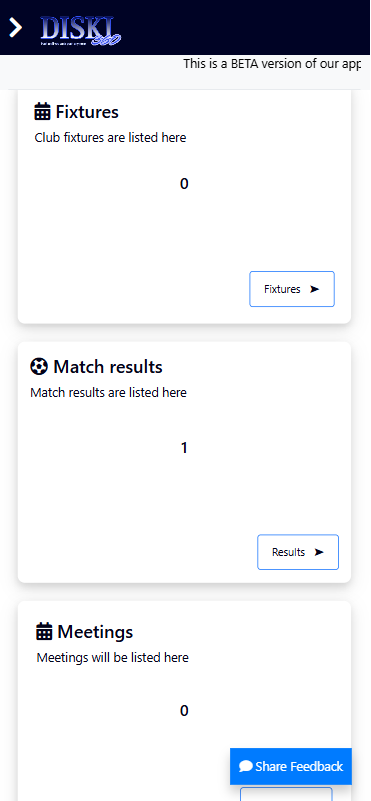 DISKI
360
This is a BETA version of our app
Fixtures
Club fixtures are listed here
0
Fixtures ➤
Match results
Match results are listed here
1
Results ➤
Meetings
Meetings will be listed here
0
Share Feedback